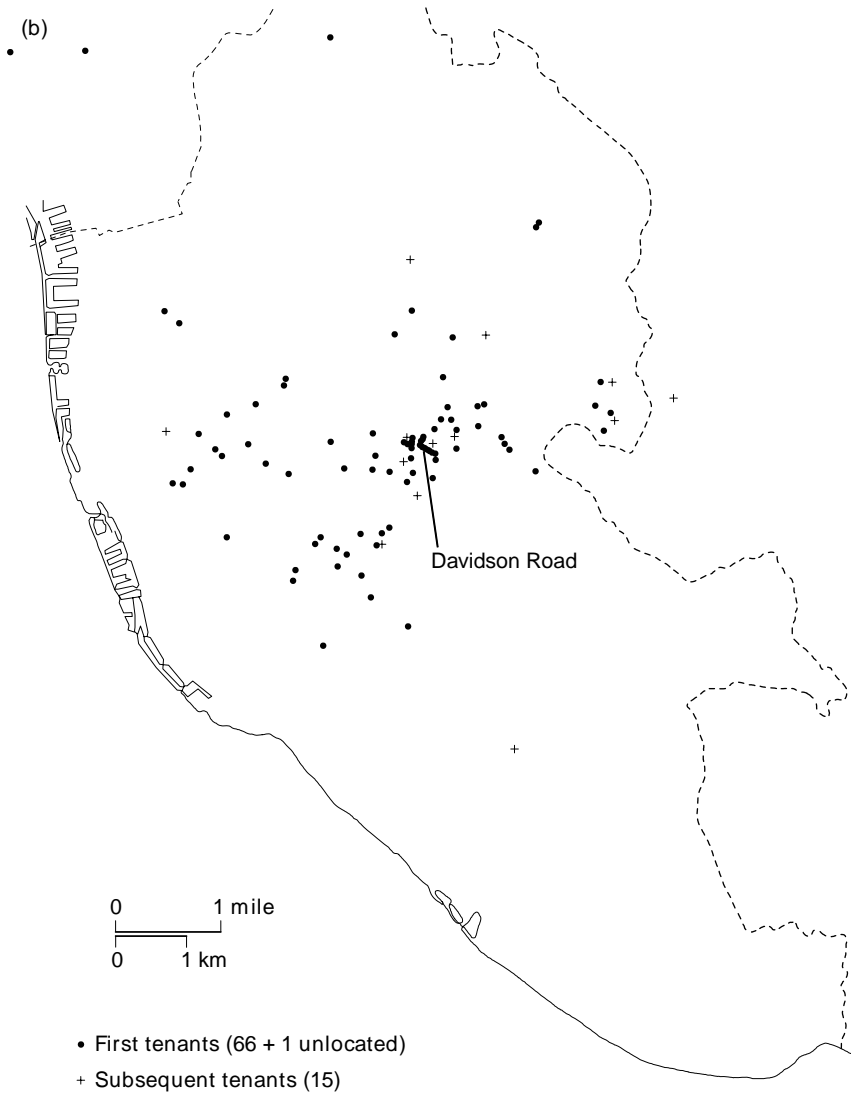 (b)
Davidson Road
0 1 mile
0 1 km
• First tenants (66 + 1 unlocated)
+ Subsequent tenants (15)